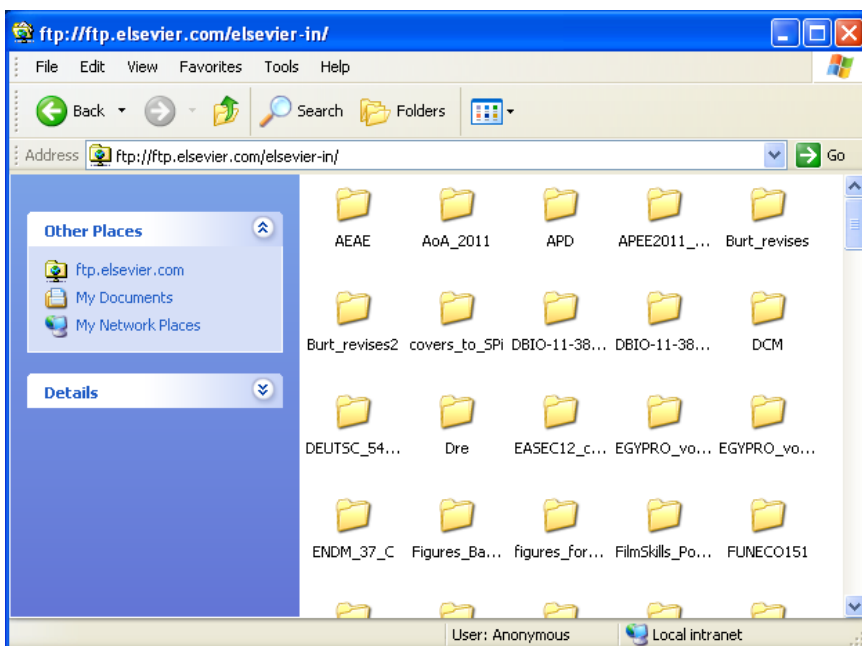 ftp://ftp.elsevier.com/elsevier-in/
File Edit View Favorites Tools Help
Back Search Folders
Address ftp://ftp.elsevier.com/elsevier-in/ Go
Other Places
ftp.elsevier.com
My Documents
My Network Places
Details
AEAE AoA_2011 APD APEE2011_... Burt_revises
Burt_revises2 covers_to_SPi DBIO-11-38... DBIO-11-38... DCM
DEUTSC_54... Dre EASEC12_c... EGYPRO_vo... EGYPRO_vo...
ENDM_37_C Figures_Ba... figures_for... FilmSkills_Po... FUNECO151
User: Anonymous Local intranet